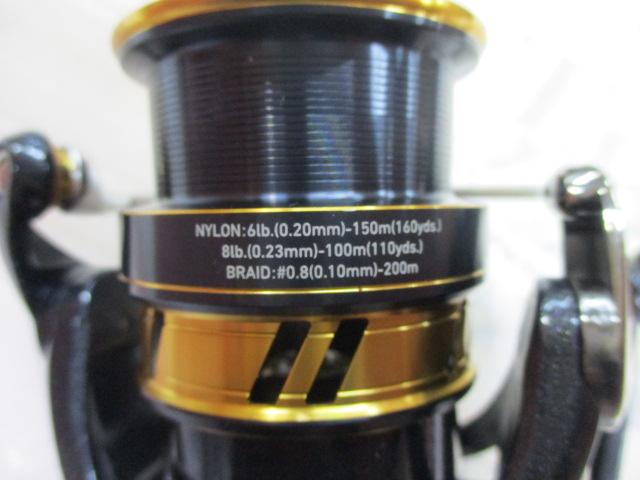 NYLON:6lb.(0.20mm)-150m(160yds.)
8lb.(0.23mm)-100m(110yds.)
BRAID:#0.8(0.10mm)-200m